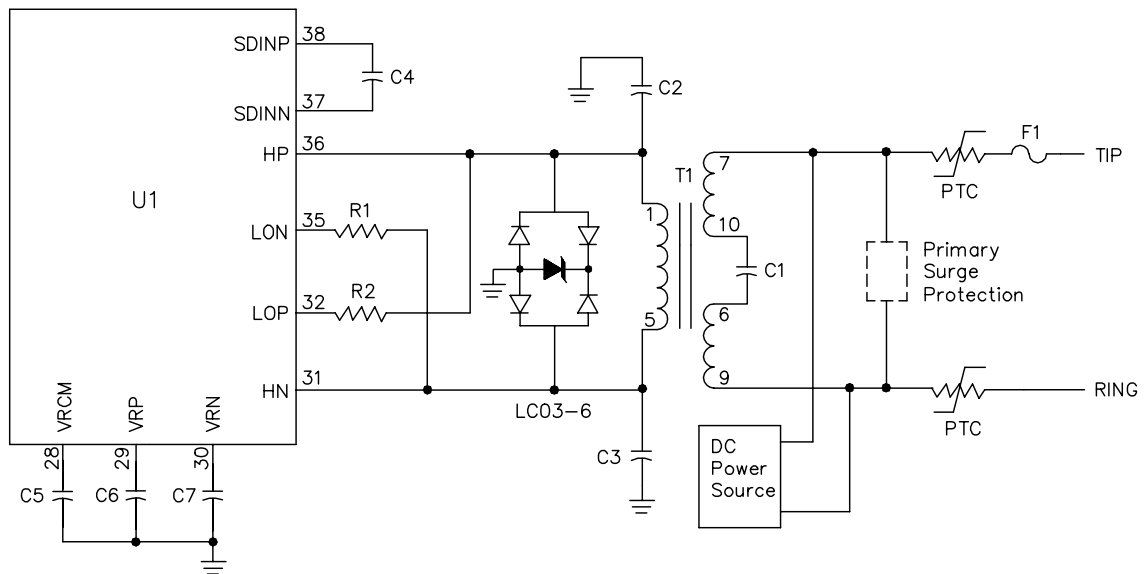 SDINP 38
C4
SDINN 37
HP 36
C2
U1
LON 35
R1
LOP 32
R2
HN 31
LC03-6
VRCM 28
VRP 29
VRN 30
C5
C6
C7
C3
T1
1
5
7
10
C1
6
9
DC
Power
Source
Primary
Surge
Protection
PTC
F1
TIP
PTC
RING